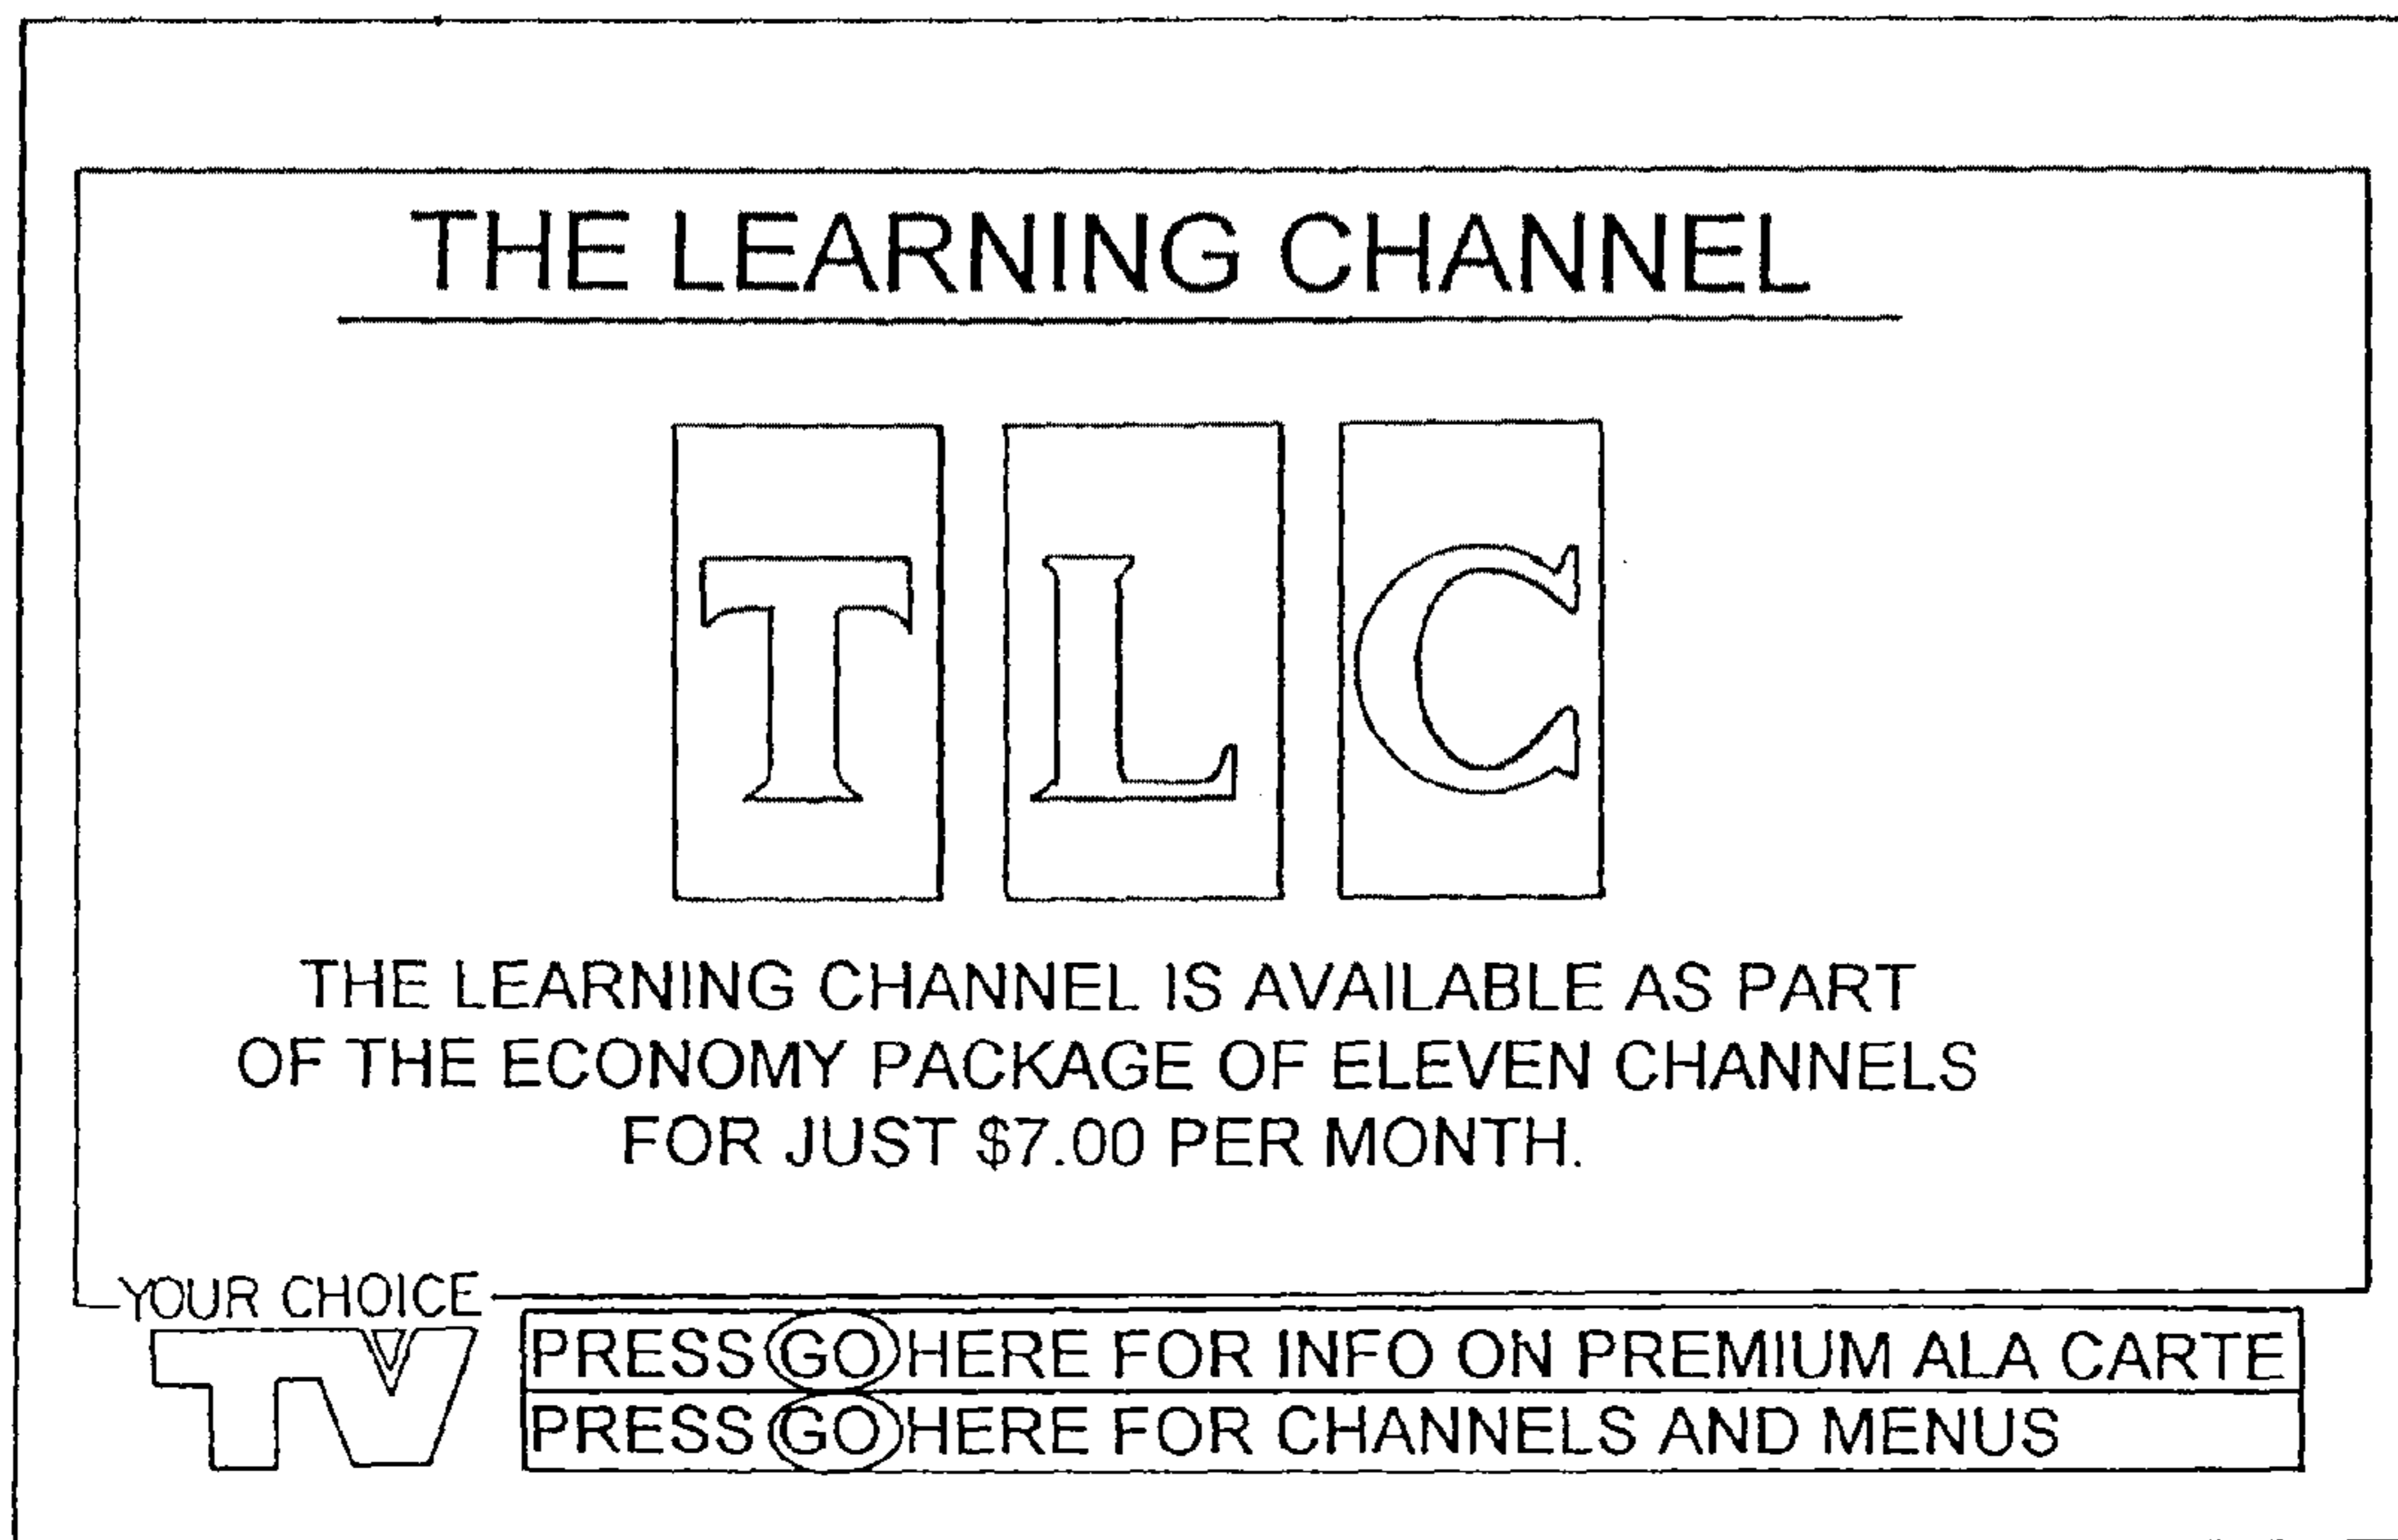 THE LEARNING CHANNEL
T L C
THE LEARNING CHANNEL IS AVAILABLE AS PART
OF THE ECONOMY PACKAGE OF ELEVEN CHANNELS
FOR JUST $7.00 PER MONTH.
YOUR CHOICE
TV
PRESS GO HERE FOR INFO ON PREMIUM ALA CARTE
PRESS GO HERE FOR CHANNELS AND MENUS